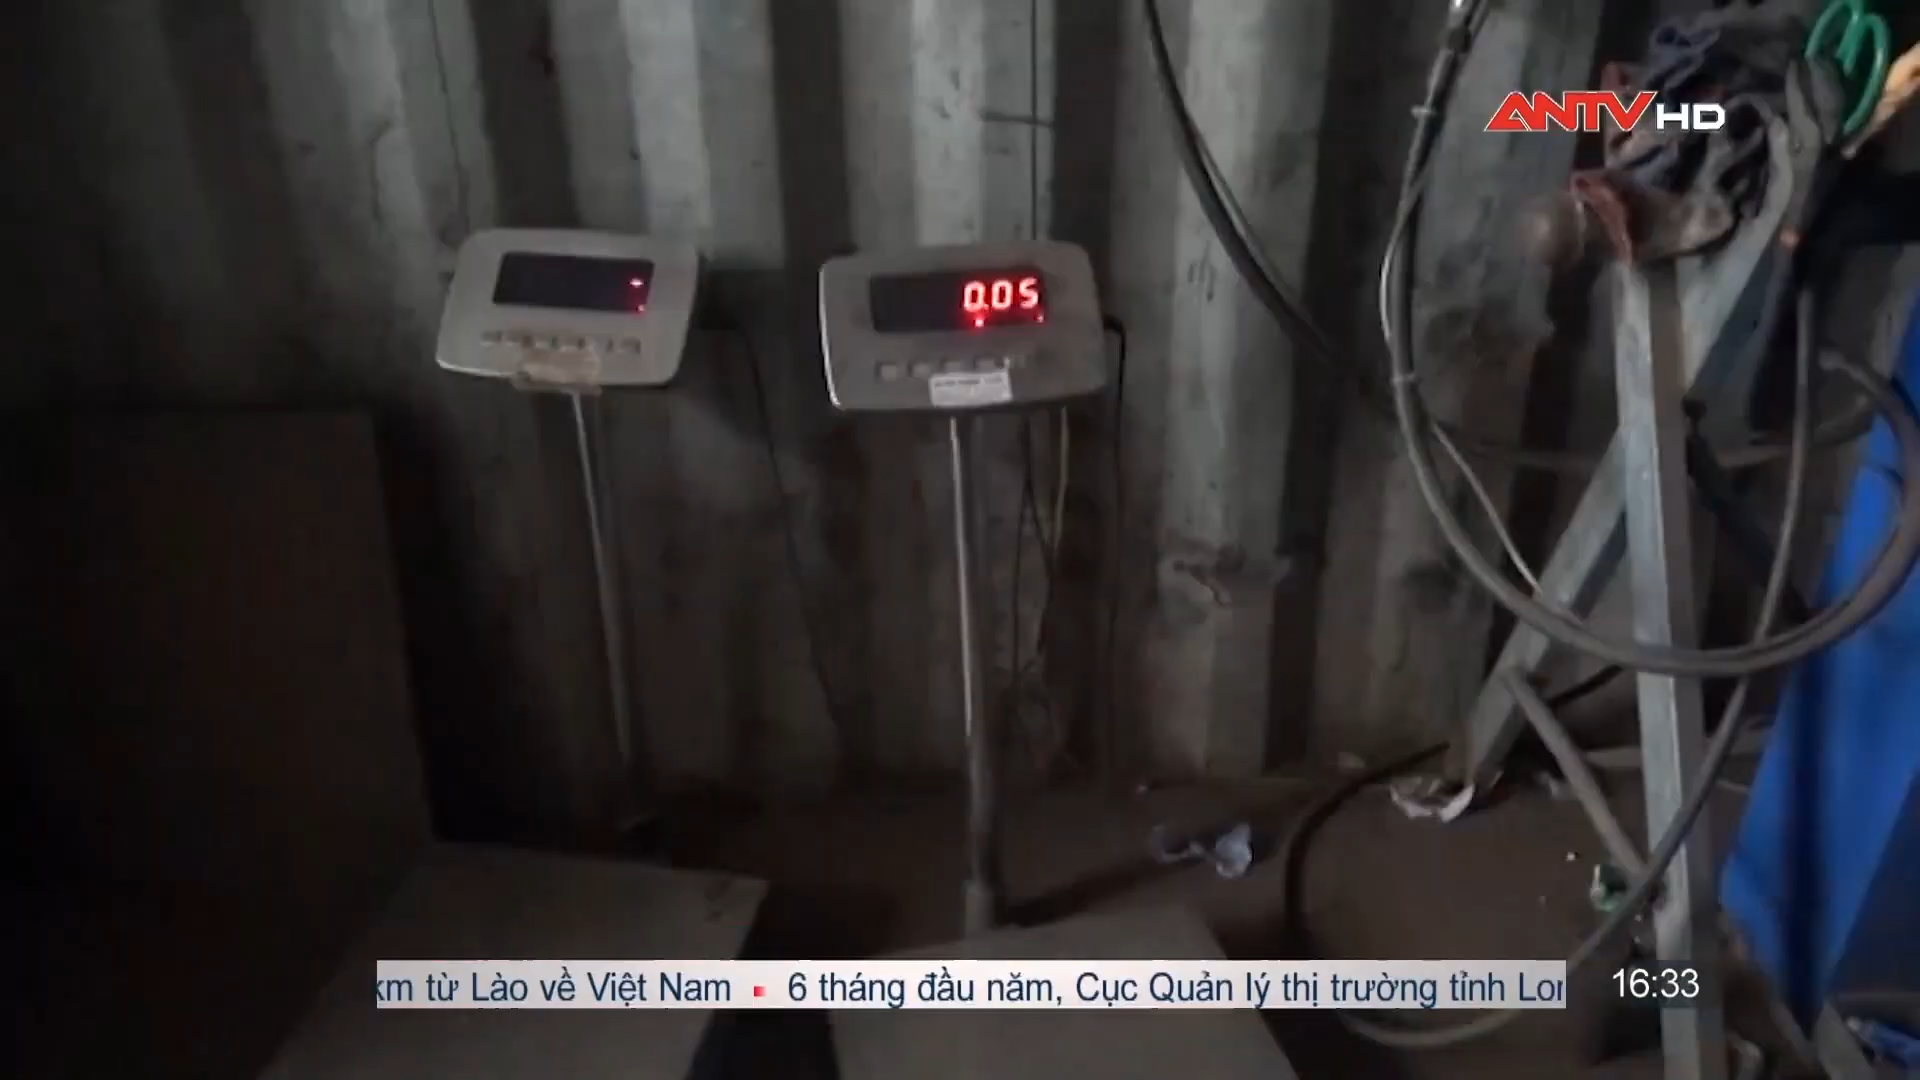 ANTV HD
0.05
km từ Lào về Việt Nam ▪ 6 tháng đầu năm, Cục Quản lý thị trường tỉnh Lon
16:33